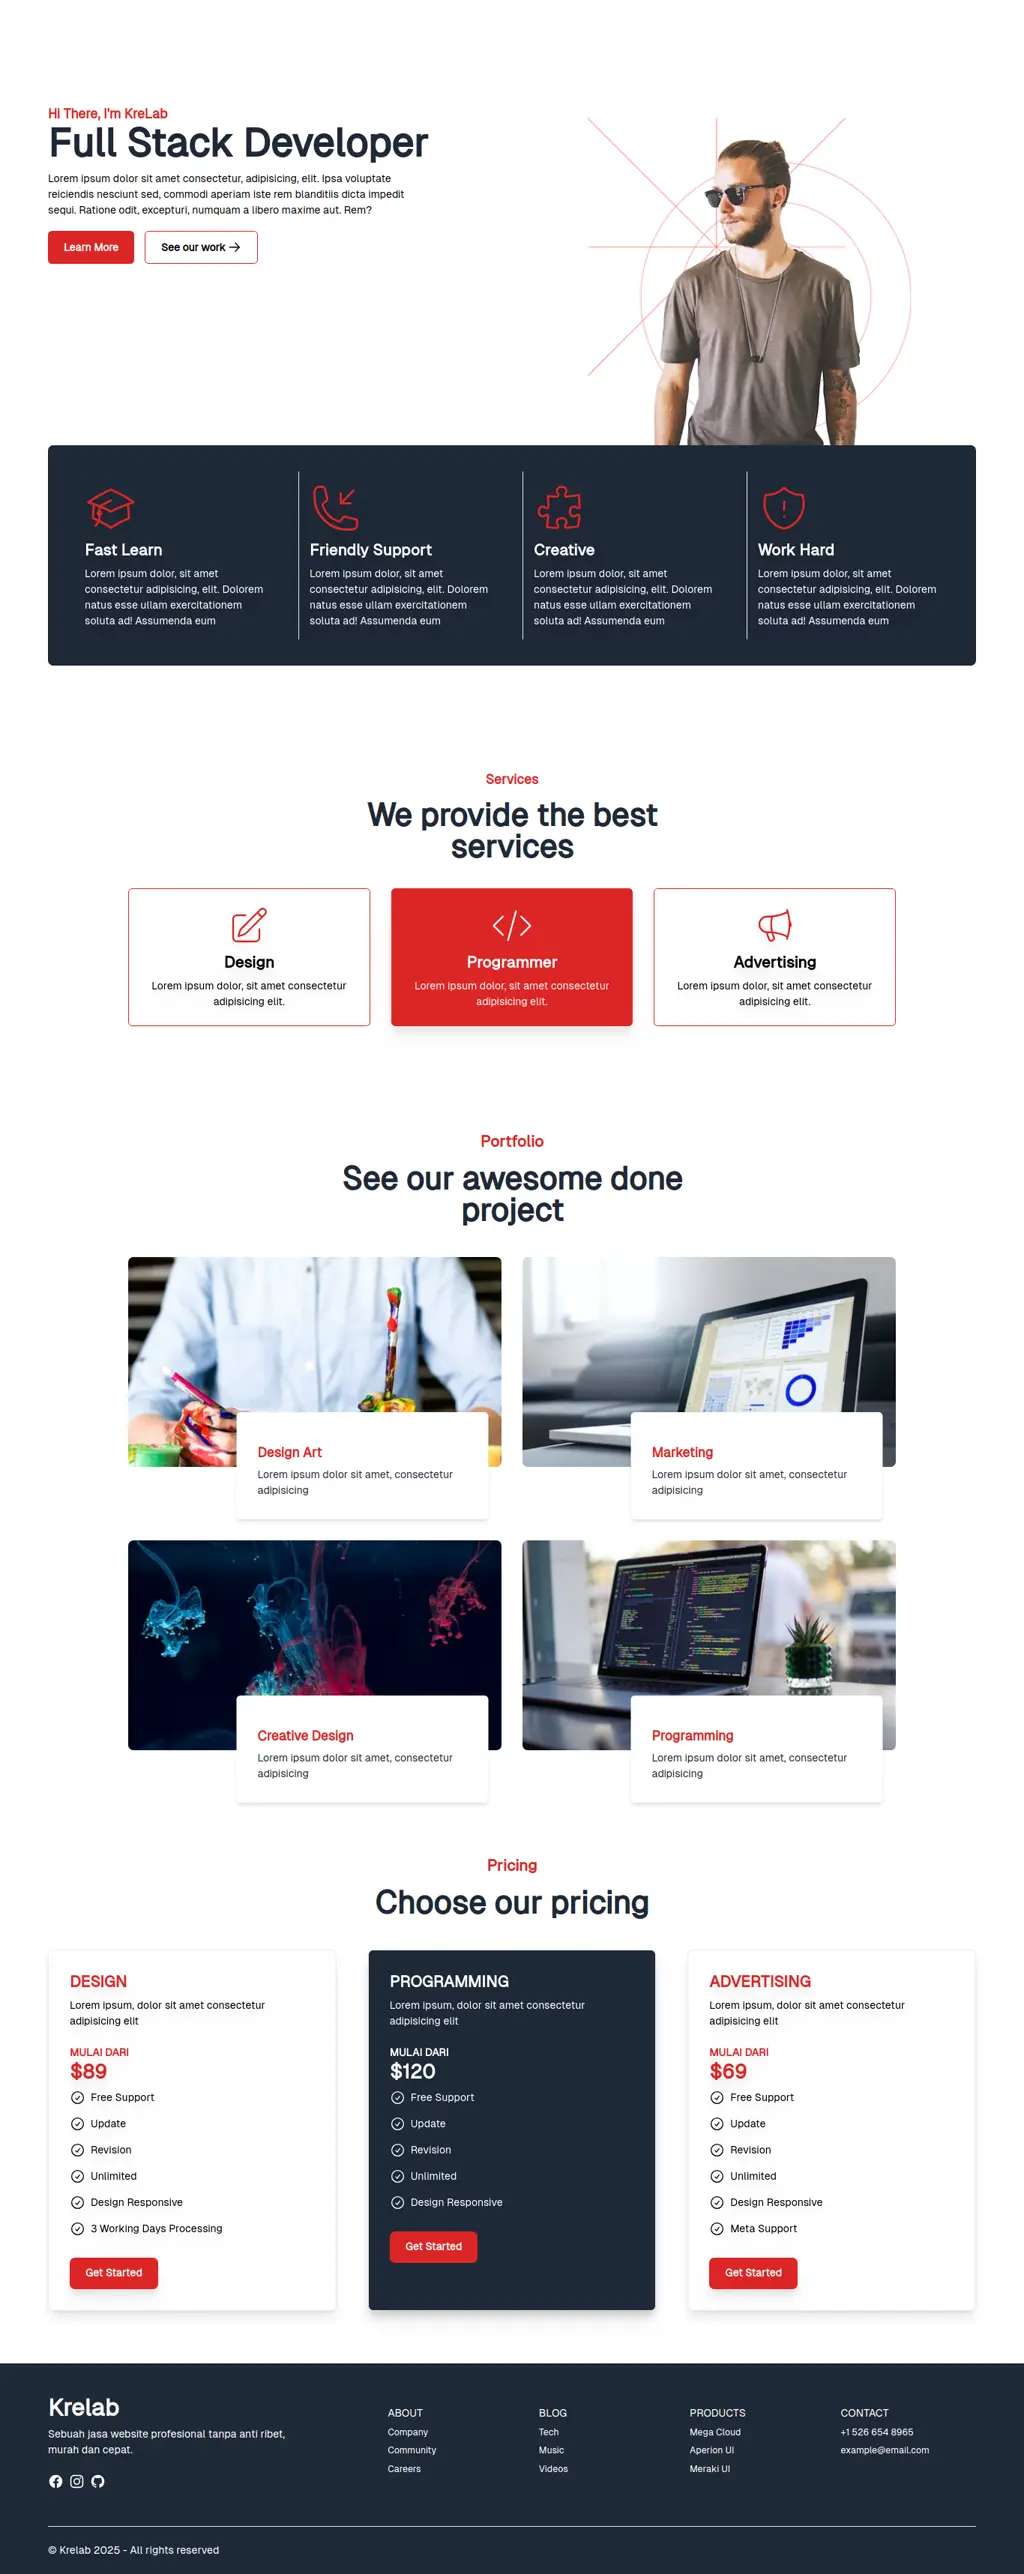 Hi There, I'm KreLab
Full Stack Developer
Lorem ipsum dolor sit amet consectetur, adipisicing, elit. Ipsa voluptate
reiciendis nesciunt sed, commodi aperiam iste rem blanditiis dicta impedit
sequi. Ratione odit, excepturi, numquam a libero maxime aut. Rem?
Learn More
See our work
Fast Learn
Lorem ipsum dolor, sit amet
consectetur adipisicing, elit. Dolorem
natus esse ullam exercitationem
soluta ad! Assumenda eum
Friendly Support
Lorem ipsum dolor, sit amet
consectetur adipisicing, elit. Dolorem
natus esse ullam exercitationem
soluta ad! Assumenda eum
Creative
Lorem ipsum dolor, sit amet
consectetur adipisicing, elit. Dolorem
natus esse ullam exercitationem
soluta ad! Assumenda eum
Work Hard
Lorem ipsum dolor, sit amet
consectetur adipisicing, elit. Dolorem
natus esse ullam exercitationem
soluta ad! Assumenda eum
Services
We provide the best
services
Design
Lorem ipsum dolor, sit amet consectetur
adipisicing elit.
Programmer
Lorem ipsum dolor, sit amet consectetur
adipisicing elit.
Advertising
Lorem ipsum dolor, sit amet consectetur
adipisicing elit.
Portfolio
See our awesome done
project
Design Art
Lorem ipsum dolor sit amet, consectetur
adipisicing
Marketing
Lorem ipsum dolor sit amet, consectetur
adipisicing
Creative Design
Lorem ipsum dolor sit amet, consectetur
adipisicing
Programming
Lorem ipsum dolor sit amet, consectetur
adipisicing
Pricing
Choose our pricing
DESIGN
Lorem ipsum, dolor sit amet consectetur
adipisicing elit
MULAI DARI
$89
Free Support
Update
Revision
Unlimited
Design Responsive
3 Working Days Processing
Get Started
PROGRAMMING
Lorem ipsum, dolor sit amet consectetur
adipisicing elit
MULAI DARI
$120
Free Support
Update
Revision
Unlimited
Design Responsive
Get Started
ADVERTISING
Lorem ipsum, dolor sit amet consectetur
adipisicing elit
MULAI DARI
$69
Free Support
Update
Revision
Unlimited
Design Responsive
Meta Support
Get Started
Krelab
Sebuah jasa website profesional tanpa anti ribet,
murah dan cepat.
ABOUT
Company
Community
Careers
BLOG
Tech
Music
Videos
PRODUCTS
Mega Cloud
Aperion UI
Meraki UI
CONTACT
+1 526 654 8965
example@email.com
© Krelab 2025 - All rights reserved